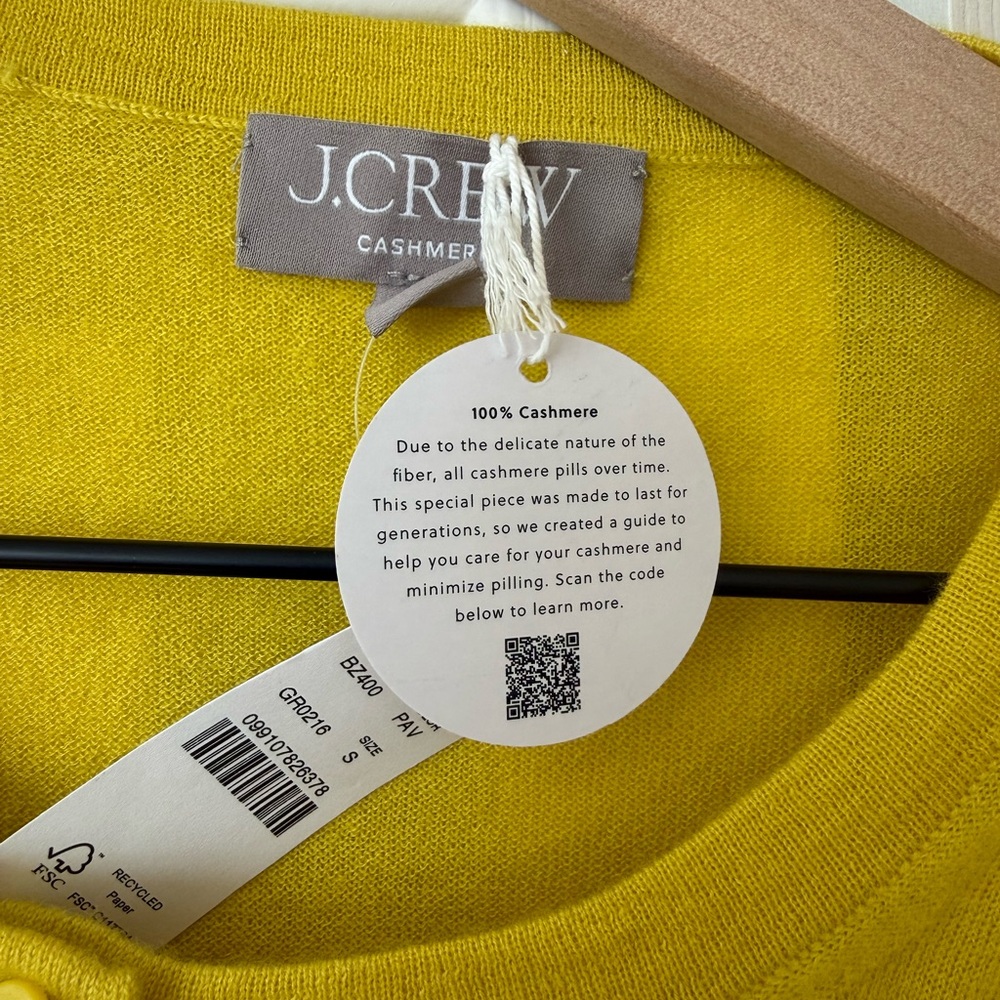 J.CREW
CASHMERE
100% Cashmere
Due to the delicate nature of the
fiber, all cashmere pills over time.
This special piece was made to last for
generations, so we created a guide to
help you care for your cashmere and
minimize pilling. Scan the code
below to learn more.
BZ400
GR0216
PAV
SIZE
S
099107826378
FSC™
RECYCLED
Paper
FSC®